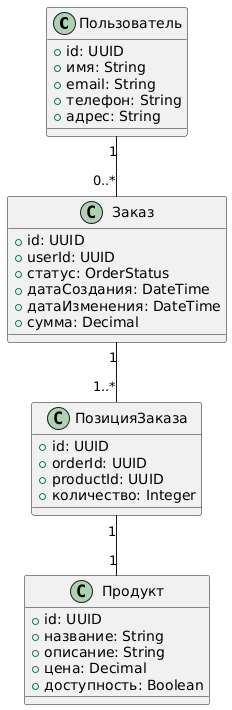 C Пользователь
id: UUID
имя: String
email: String
телефон: String
адрес: String
1
0..*
C Заказ
id: UUID
userId: UUID
статус: OrderStatus
датаСоздания: DateTime
датаИзменения: DateTime
сумма: Decimal
1
1..*
C ПозицияЗаказа
id: UUID
orderId: UUID
productId: UUID
количество: Integer
1
1
C Продукт
id: UUID
название: String
описание: String
цена: Decimal
доступность: Boolean